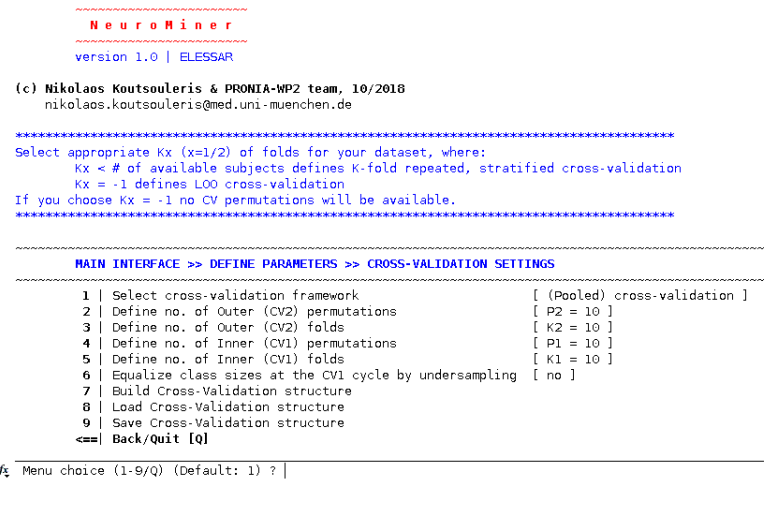 ~~~~~~~~~~~~~~~~~~~~~~~
N e u r o M i n e r
~~~~~~~~~~~~~~~~~~~~~~~
version 1.0 | ELESSAR
(c) Nikolaos Koutsouleris & PRONIA-WP2 team, 10/2018
nikolaos.koutsouleris@med.uni-muenchen.de
****************************************************************************************
Select appropriate Kx (x=1/2) of folds for your dataset, where:
Kx < # of available subjects defines K-fold repeated, stratified cross-validation
Kx = -1 defines LOO cross-validation
If you choose Kx = -1 no CV permutations will be available.
****************************************************************************************
~~~~~~~~~~~~~~~~~~~~~~~~~~~~~~~~~~~~~~~~~~~~~~~~~~~~~~~~~~~~~~~~~~~~~~~~~~~~~~~~~~~~~~~~~~~~~~~~~~~~
MAIN INTERFACE >> DEFINE PARAMETERS >> CROSS-VALIDATION SETTINGS
~~~~~~~~~~~~~~~~~~~~~~~~~~~~~~~~~~~~~~~~~~~~~~~~~~~~~~~~~~~~~~~~~~~~~~~~~~~~~~~~~~~~~~~~~~~~~~~~~~~~
1 | Select cross-validation framework [ (Pooled) cross-validation ]
2 | Define no. of Outer (CV2) permutations [ P2 = 10 ]
3 | Define no. of Outer (CV2) folds [ K2 = 10 ]
4 | Define no. of Inner (CV1) permutations [ P1 = 10 ]
5 | Define no. of Inner (CV1) folds [ K1 = 10 ]
6 | Equalize class sizes at the CV1 cycle by undersampling [ no ]
7 | Build Cross-Validation structure
8 | Load Cross-Validation structure
9 | Save Cross-Validation structure
<==| Back/Quit [Q]
fx Menu choice (1-9/Q) (Default: 1) ?